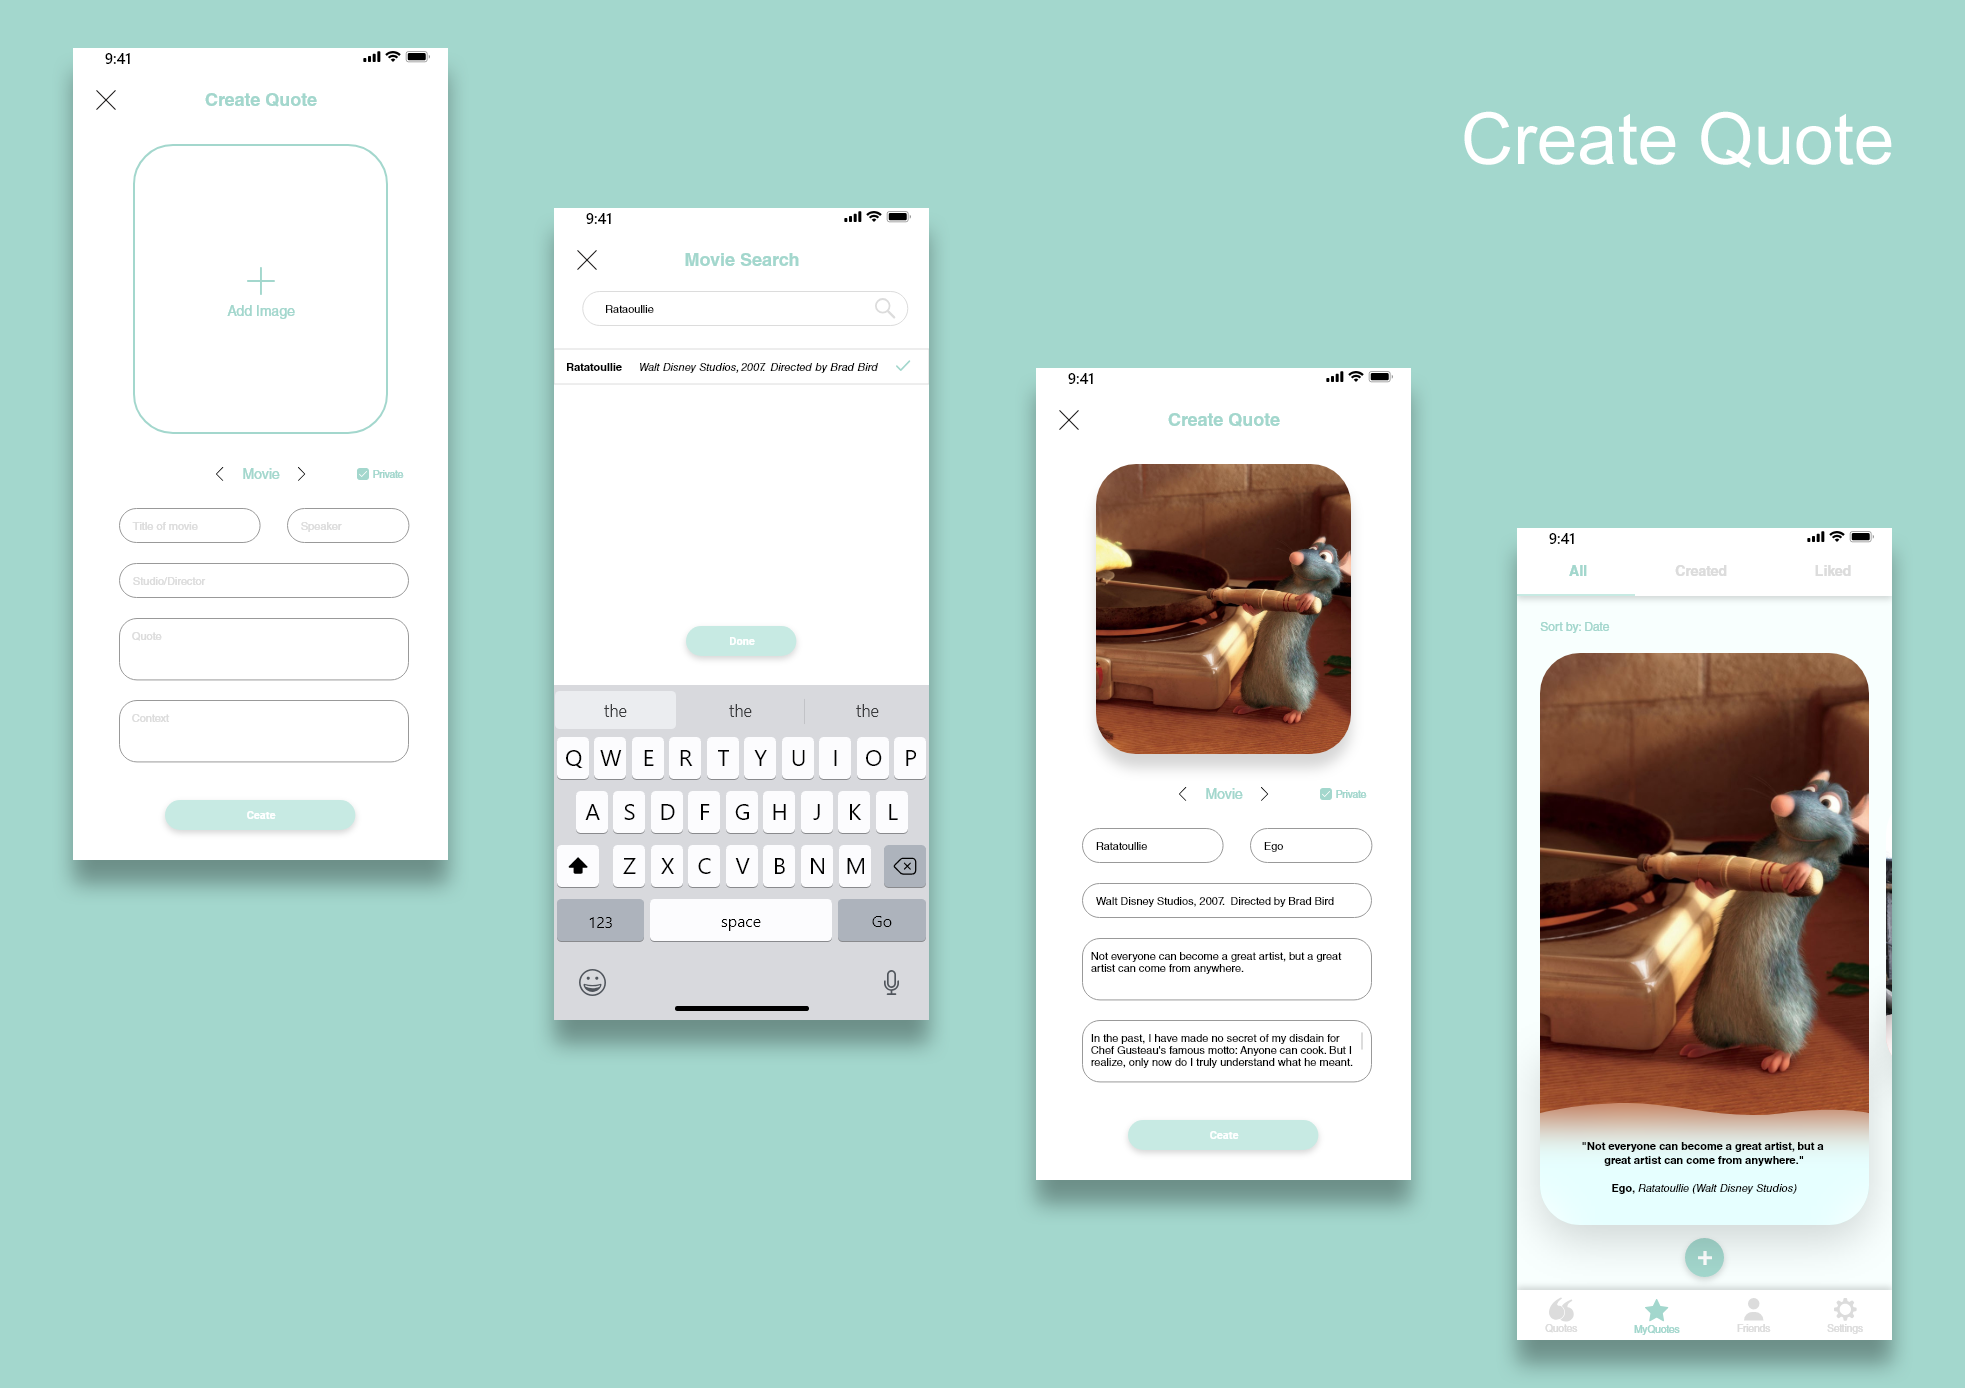 Create Quote
9:41
Create Quote
Add Image
Movie
Private
Title of movie
Speaker
Studio/Director
Quote
Context
Ceate
9:41
Movie Search
Rataoullie
Ratatoullie Walt Disney Studios, 2007. Directed by Brad Bird
Done
the the the
Q W E R T Y U I O P
A S D F G H J K L
Z X C V B N M
123 space Go
9:41
Create Quote
Movie
Private
Ratatoullie
Ego
Walt Disney Studios, 2007. Directed by Brad Bird
Not everyone can become a great artist, but a great
artist can come from anywhere.
In the past, I have made no secret of my disdain for
Chef Gusteau's famous motto: Anyone can cook. But I
realize, only now do I truly understand what he meant.
Ceate
9:41
All Created Liked
Sort by: Date
"Not everyone can become a great artist, but a
great artist can come from anywhere."
Ego, Ratatoullie (Walt Disney Studios)
Quotes MyQuotes Friends Settings